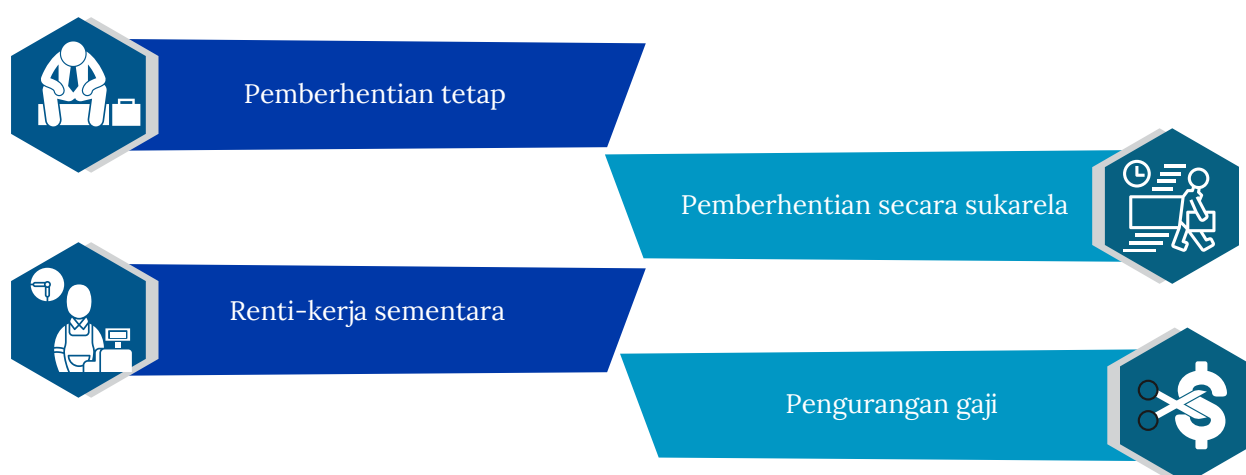 Pemberhentian tetap
Pemberhentian secara sukarela
Renti-kerja sementara
Pengurangan gaji